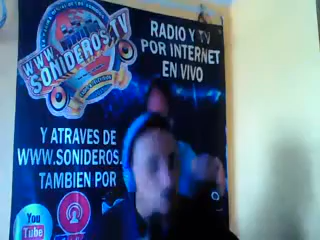 WWW.
SONIDEROS.TV
RADIO Y TV
POR INTERNET
EN VIVO
Y ATRAVES DE
WWW.SONIDEROS.
TAMBIEN POR
You
Tube